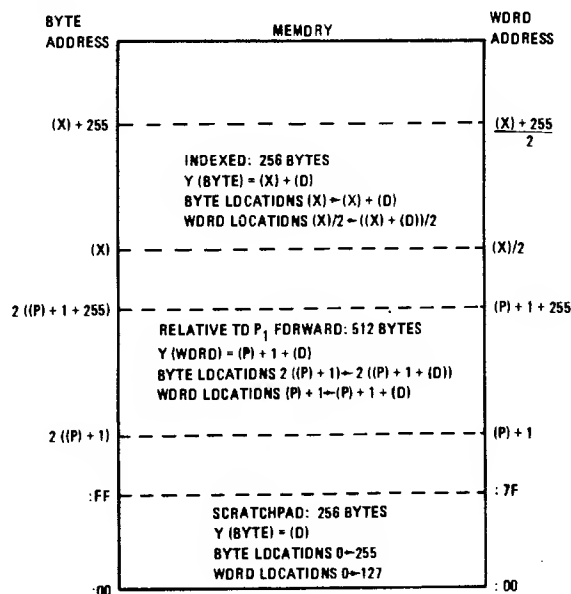 BYTE
ADDRESS
MEMORY
WORD
ADDRESS
(X) + 255
(X) + 255
2
INDEXED: 256 BYTES
Y (BYTE) = (X) + (D)
BYTE LOCATIONS (X) ← (X) + (D)
WORD LOCATIONS (X)/2 ← ((X) + (D))/2
(X)
(X)/2
2 ((P) + 1 + 255)
(P) + 1 + 255
RELATIVE TO P₁ FORWARD: 512 BYTES
Y (WORD) = (P) + 1 + (D)
BYTE LOCATIONS 2 ((P) + 1) ← 2 ((P) + 1 + (D))
WORD LOCATIONS (P) + 1 ← (P) + 1 + (D)
2 ((P) + 1)
(P) + 1
:FF
: 7F
SCRATCHPAD: 256 BYTES
Y (BYTE) = (D)
BYTE LOCATIONS 0 ← 255
WORD LOCATIONS 0 ← 127
:00
: 00